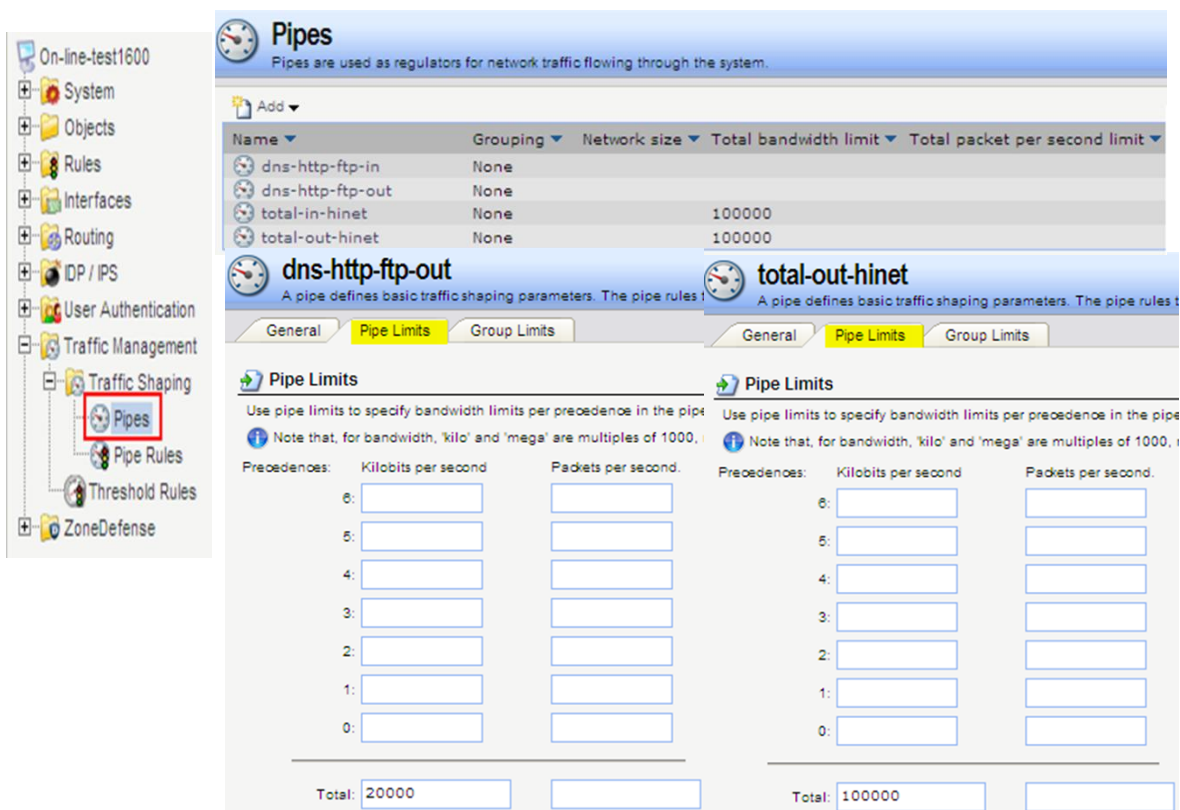 On-line-test1600
System
Objects
Rules
Interfaces
Routing
IDP / IPS
User Authentication
Traffic Management
Traffic Shaping
Pipes
Pipe Rules
Threshold Rules
ZoneDefense
Pipes
Pipes are used as regulators for network traffic flowing through the system.
Add
Name Grouping Network size Total bandwidth limit Total packet per second limit
dns-http-ftp-in None
dns-http-ftp-out None
total-in-hinet None 100000
total-out-hinet None 100000
dns-http-ftp-out
A pipe defines basic traffic shaping parameters. The pipe rules
General Pipe Limits Group Limits
Pipe Limits
Use pipe limits to specify bandwidth limits per precedence in the pipe
Note that, for bandwidth, 'kilo' and 'mega' are multiples of 1000,
Precedences: Kilobits per second Packets per second.
6:
5:
4:
3:
2:
1:
0:
Total: 20000
total-out-hinet
A pipe defines basic traffic shaping parameters. The pipe rules t
General Pipe Limits Group Limits
Pipe Limits
Use pipe limits to specify bandwidth limits per precedence in the pipe
Note that, for bandwidth, 'kilo' and 'mega' are multiples of 1000,
Precedences: Kilobits per second Packets per second.
6:
5:
4:
3:
2:
1:
0:
Total: 100000